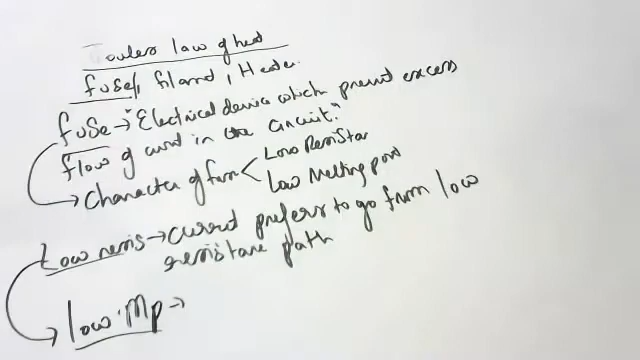 Joules law of heat
fuse, filamd, Heater.
fuse → "Electrical device which prevent excess
flow of current in the circuit."
→ Character of fuse < Low Resistance
Low Melting point
Low resis → current prefers to go from low
resistance path
→ low.Mp →